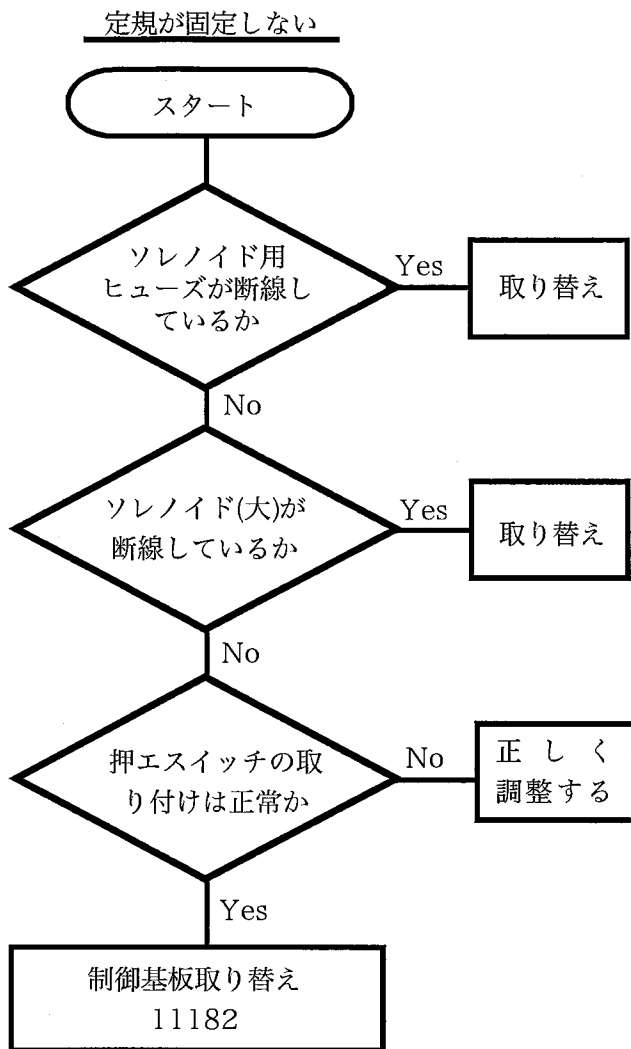 定規が固定しない
スタート
ソレノイド用
ヒューズが断線し
ているか
Yes
取り替え
No
ソレノイド(大)が
断線しているか
Yes
取り替え
No
押エスイッチの取
り付けは正常か
No
正しく
調整する
Yes
制御基板取り替え
11182